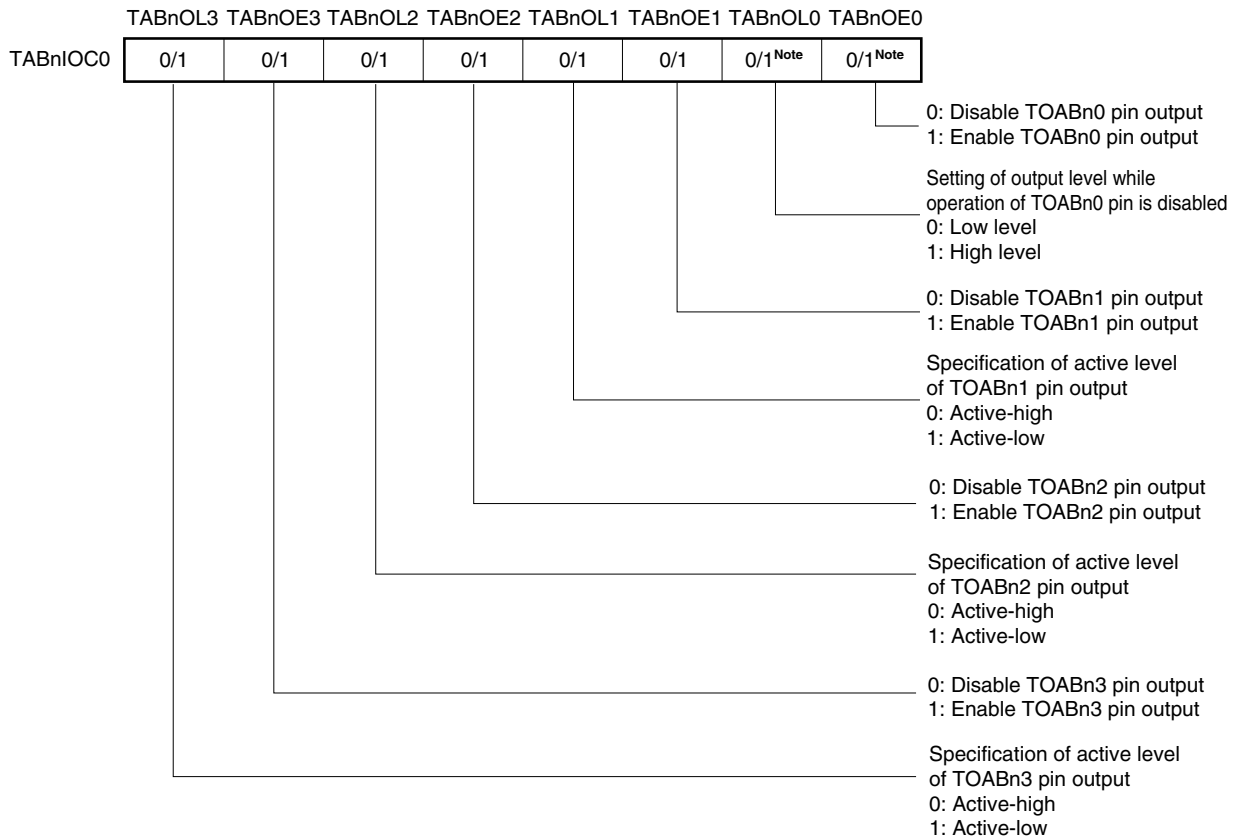 TABnOL3 TABnOE3 TABnOL2 TABnOE2 TABnOL1 TABnOE1 TABnOL0 TABnOE0
TABnIOC0 0/1 0/1 0/1 0/1 0/1 0/1 0/1Note 0/1Note
0: Disable TOABn0 pin output
1: Enable TOABn0 pin output
Setting of output level while
operation of TOABn0 pin is disabled
0: Low level
1: High level
0: Disable TOABn1 pin output
1: Enable TOABn1 pin output
Specification of active level
of TOABn1 pin output
0: Active-high
1: Active-low
0: Disable TOABn2 pin output
1: Enable TOABn2 pin output
Specification of active level
of TOABn2 pin output
0: Active-high
1: Active-low
0: Disable TOABn3 pin output
1: Enable TOABn3 pin output
Specification of active level
of TOABn3 pin output
0: Active-high
1: Active-low